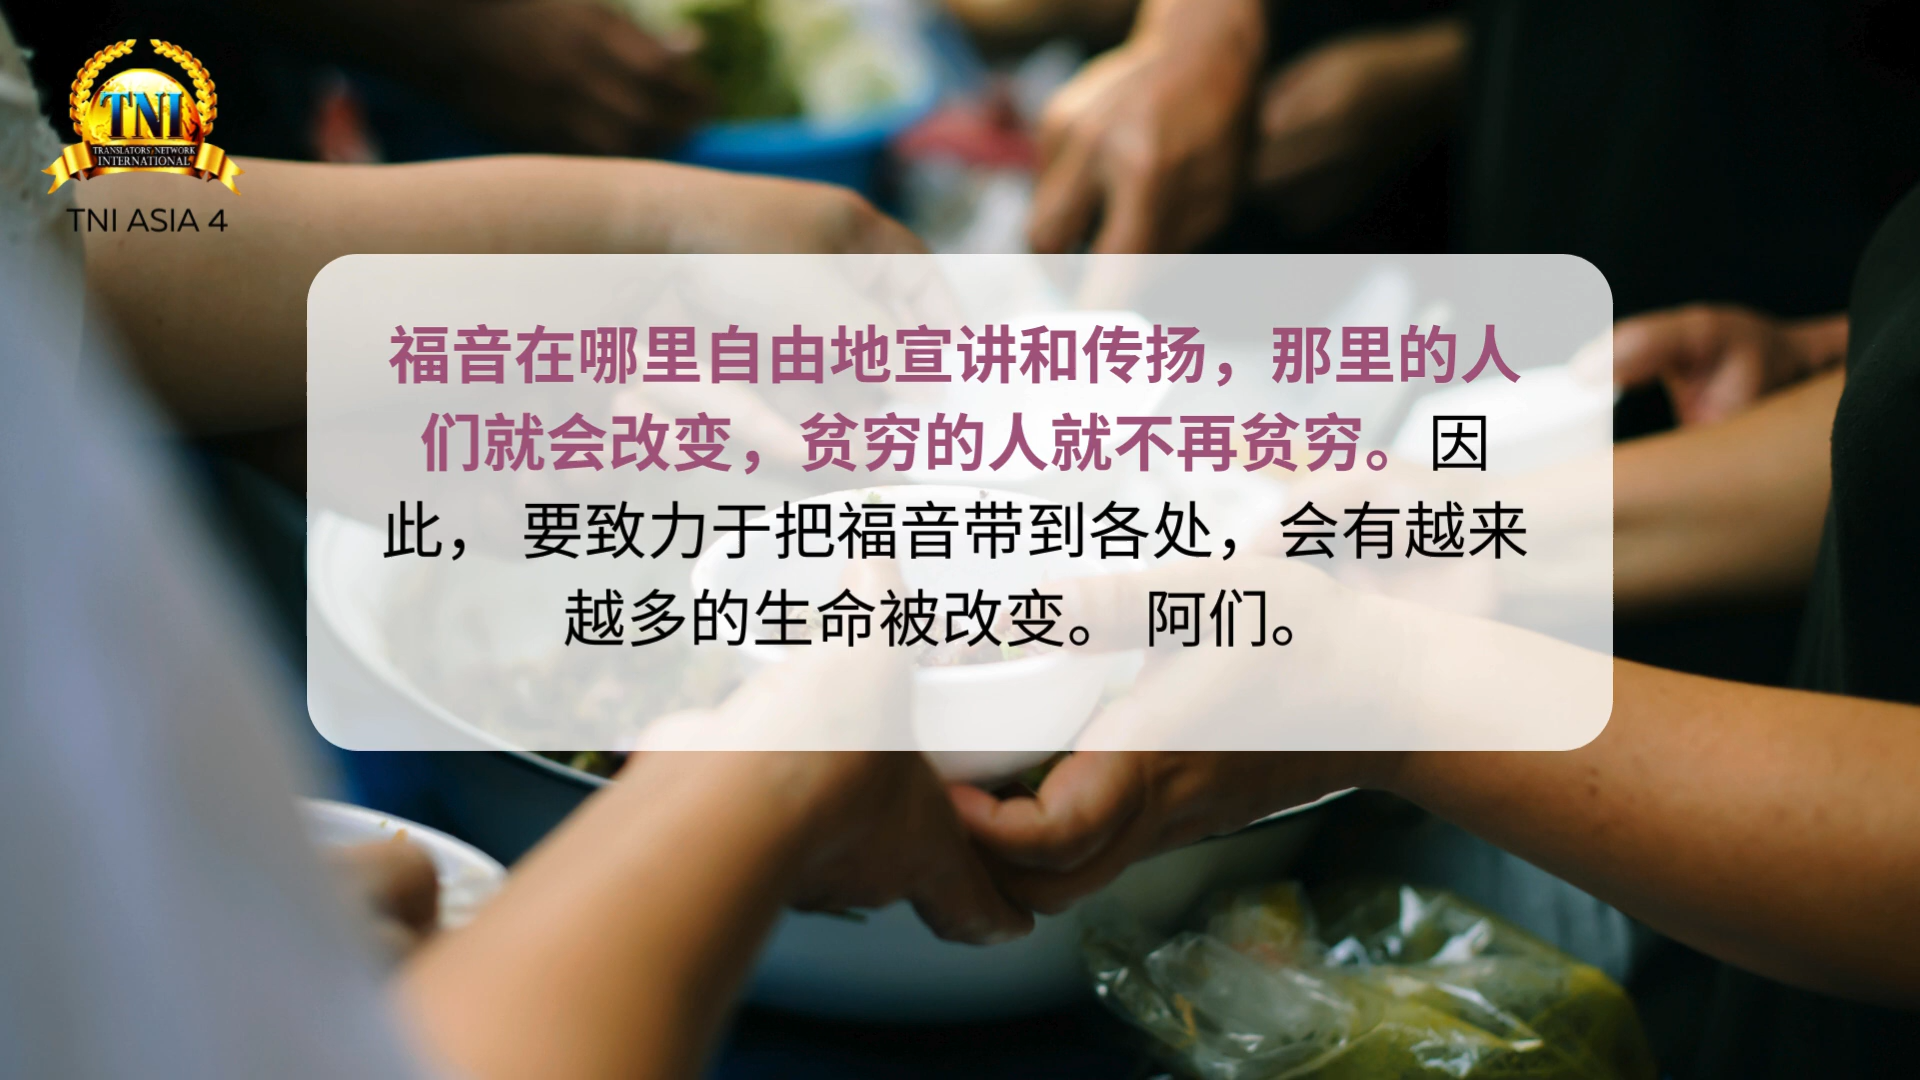 TNI
TRANSLATORS NETWORK
INTERNATIONAL
TNI ASIA 4
福音在哪里自由地宣讲和传扬，那里的人
们就会改变，贫穷的人就不再贫穷。因
此， 要致力于把福音带到各处，会有越来
越多的生命被改变。 阿们。